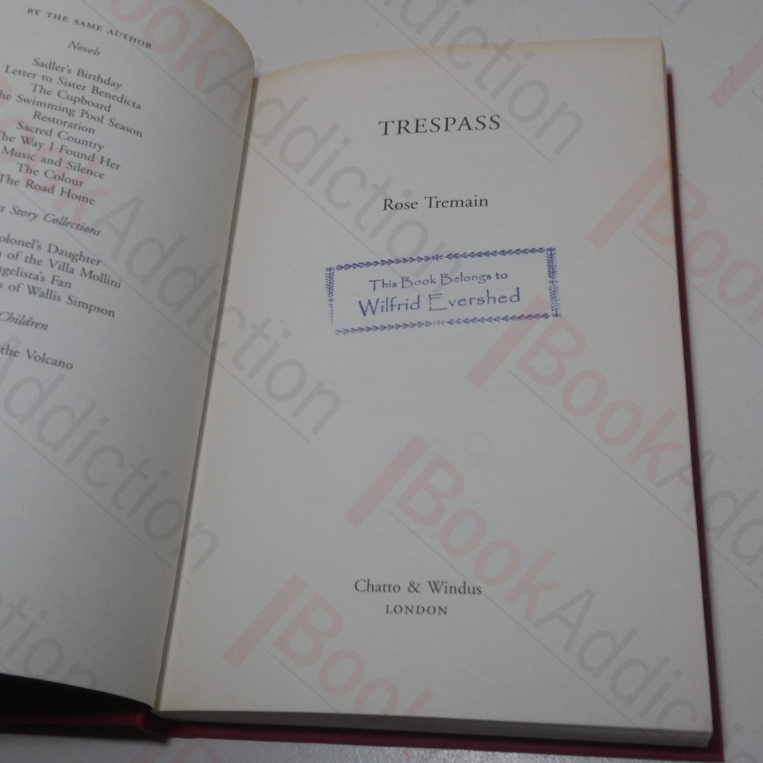 BY THE SAME AUTHOR
Novels
Sadler's Birthday
Letter to Sister Benedicta
The Cupboard
The Swimming Pool Season
Restoration
Sacred Country
The Way I Found Her
Music and Silence
The Colour
The Road Home
Story Collections
Daughter
of the Villa Mollini
Fan
of Wallis Simpson
Children
the Volcano
TRESPASS
Rose Tremain
This Book Belongs to
Wilfrid Evershed
Chatto & Windus
LONDON
BookAddiction